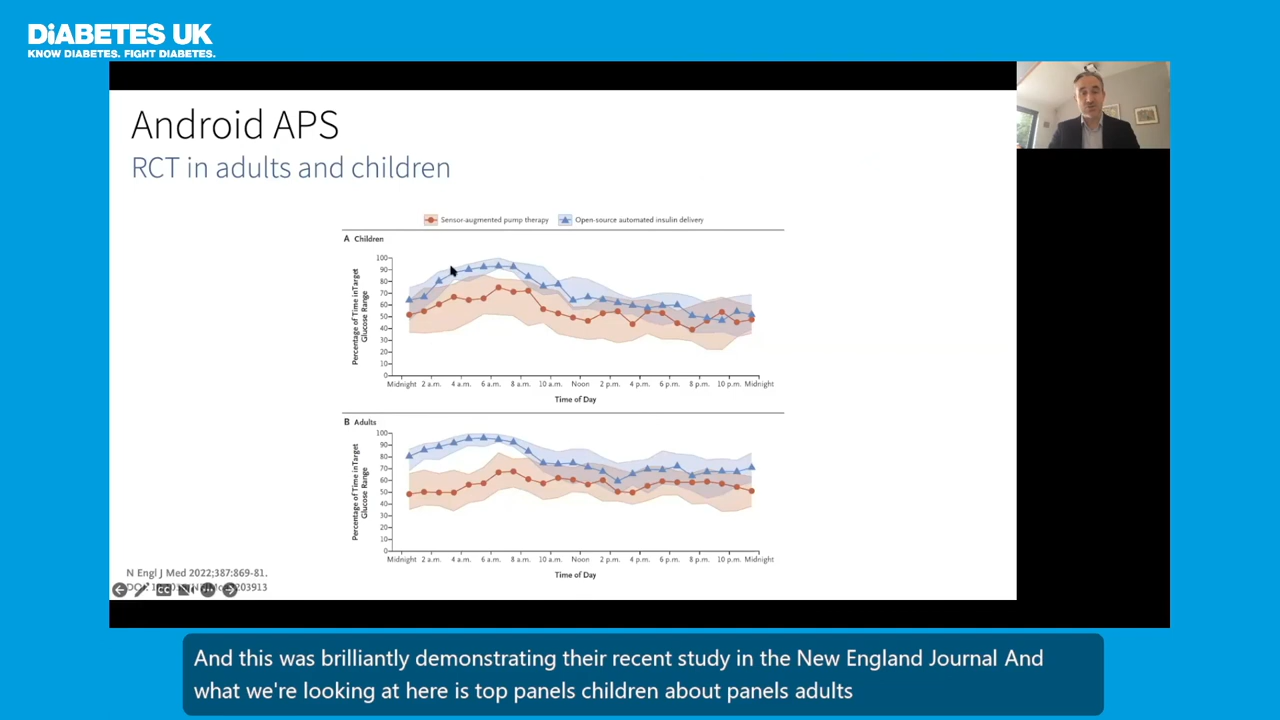 DiABETES UK
KNOW DIABETES. FIGHT DIABETES.
Android APS
RCT in adults and children
Sensor-augmented pump therapy
Open-source automated insulin delivery
A Children
Percentage of Time inTarget
Glucose Range
100
90
80
70
60
50
40
30
20
10
0
Midnight 2 a.m. 4 a.m. 6 a.m. 8 a.m. 10 a.m. Noon 2 p.m. 4 p.m. 6 p.m. 8 p.m. 10 p.m. Midnight
Time of Day
B Adults
Percentage of Time inTarget
Glucose Range
100
90
80
70
60
50
40
30
20
10
0
Midnight 2 a.m. 4 a.m. 6 a.m. 8 a.m. 10 a.m. Noon 2 p.m. 4 p.m. 6 p.m. 8 p.m. 10 p.m. Midnight
Time of Day
N Engl J Med 2022;387:869-81.
203913
And this was brilliantly demonstrating their recent study in the New England Journal And
what we're looking at here is top panels children about panels adults